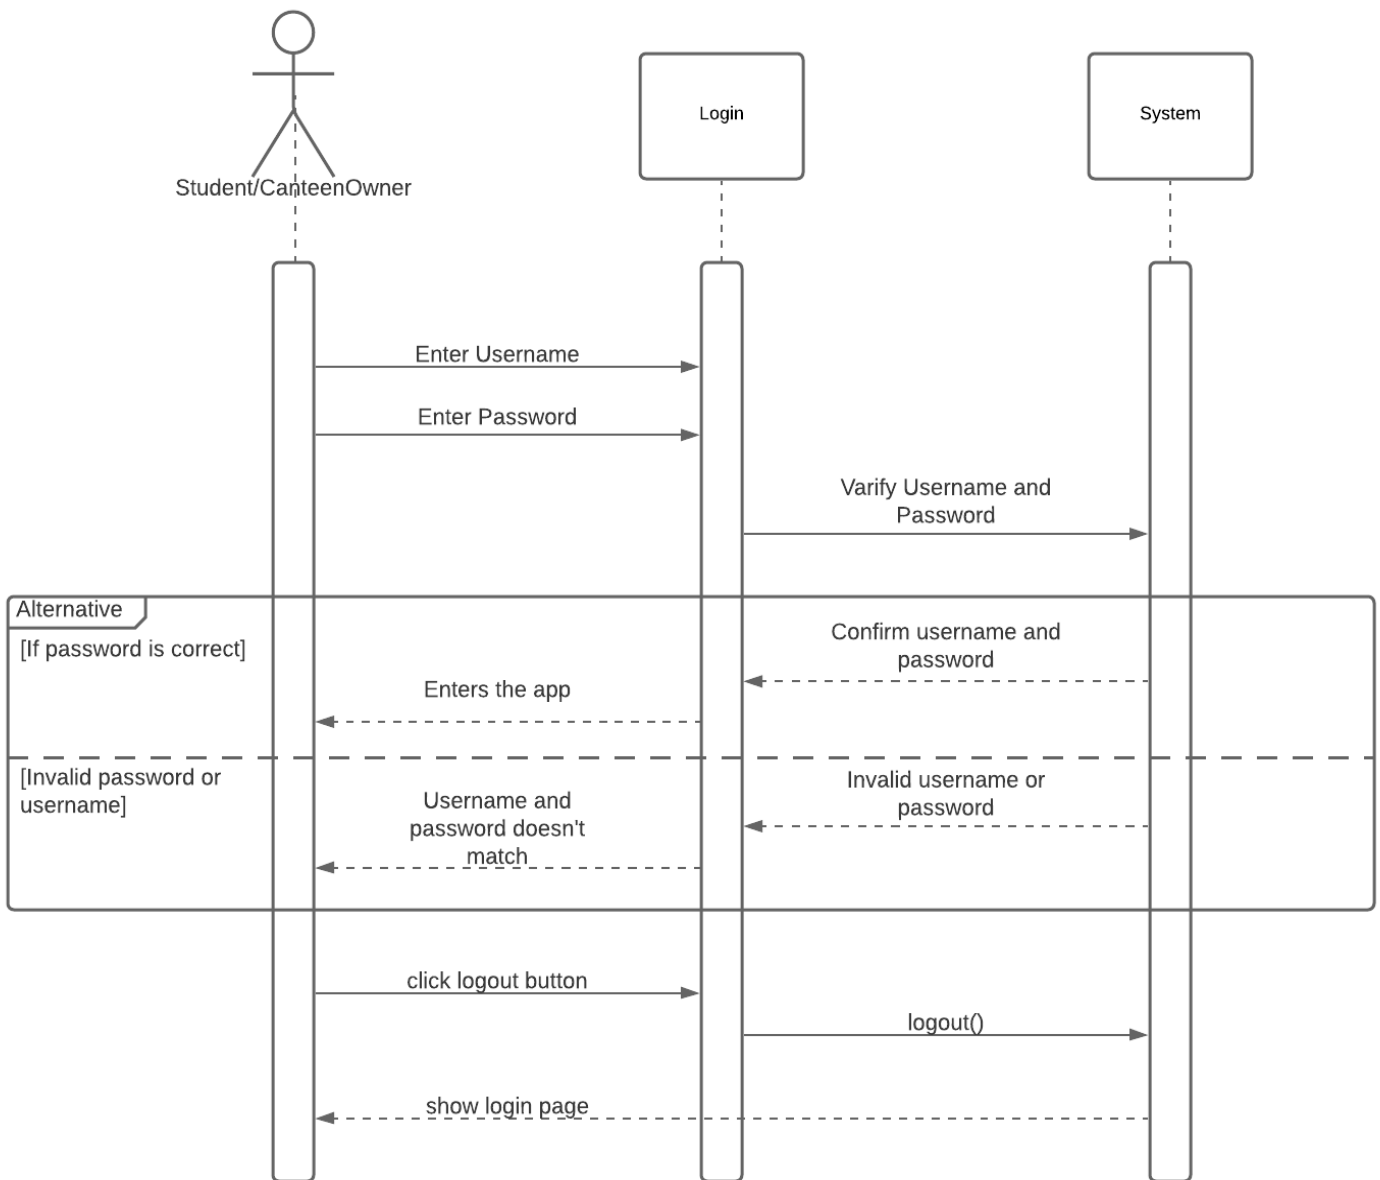 Student/CanteenOwner
Login
System
Enter Username
Enter Password
Varify Username and
Password
Alternative
[If password is correct]
Confirm username and
password
Enters the app
[Invalid password or
username]
Invalid username or
password
Username and
password doesn't
match
click logout button
logout()
show login page